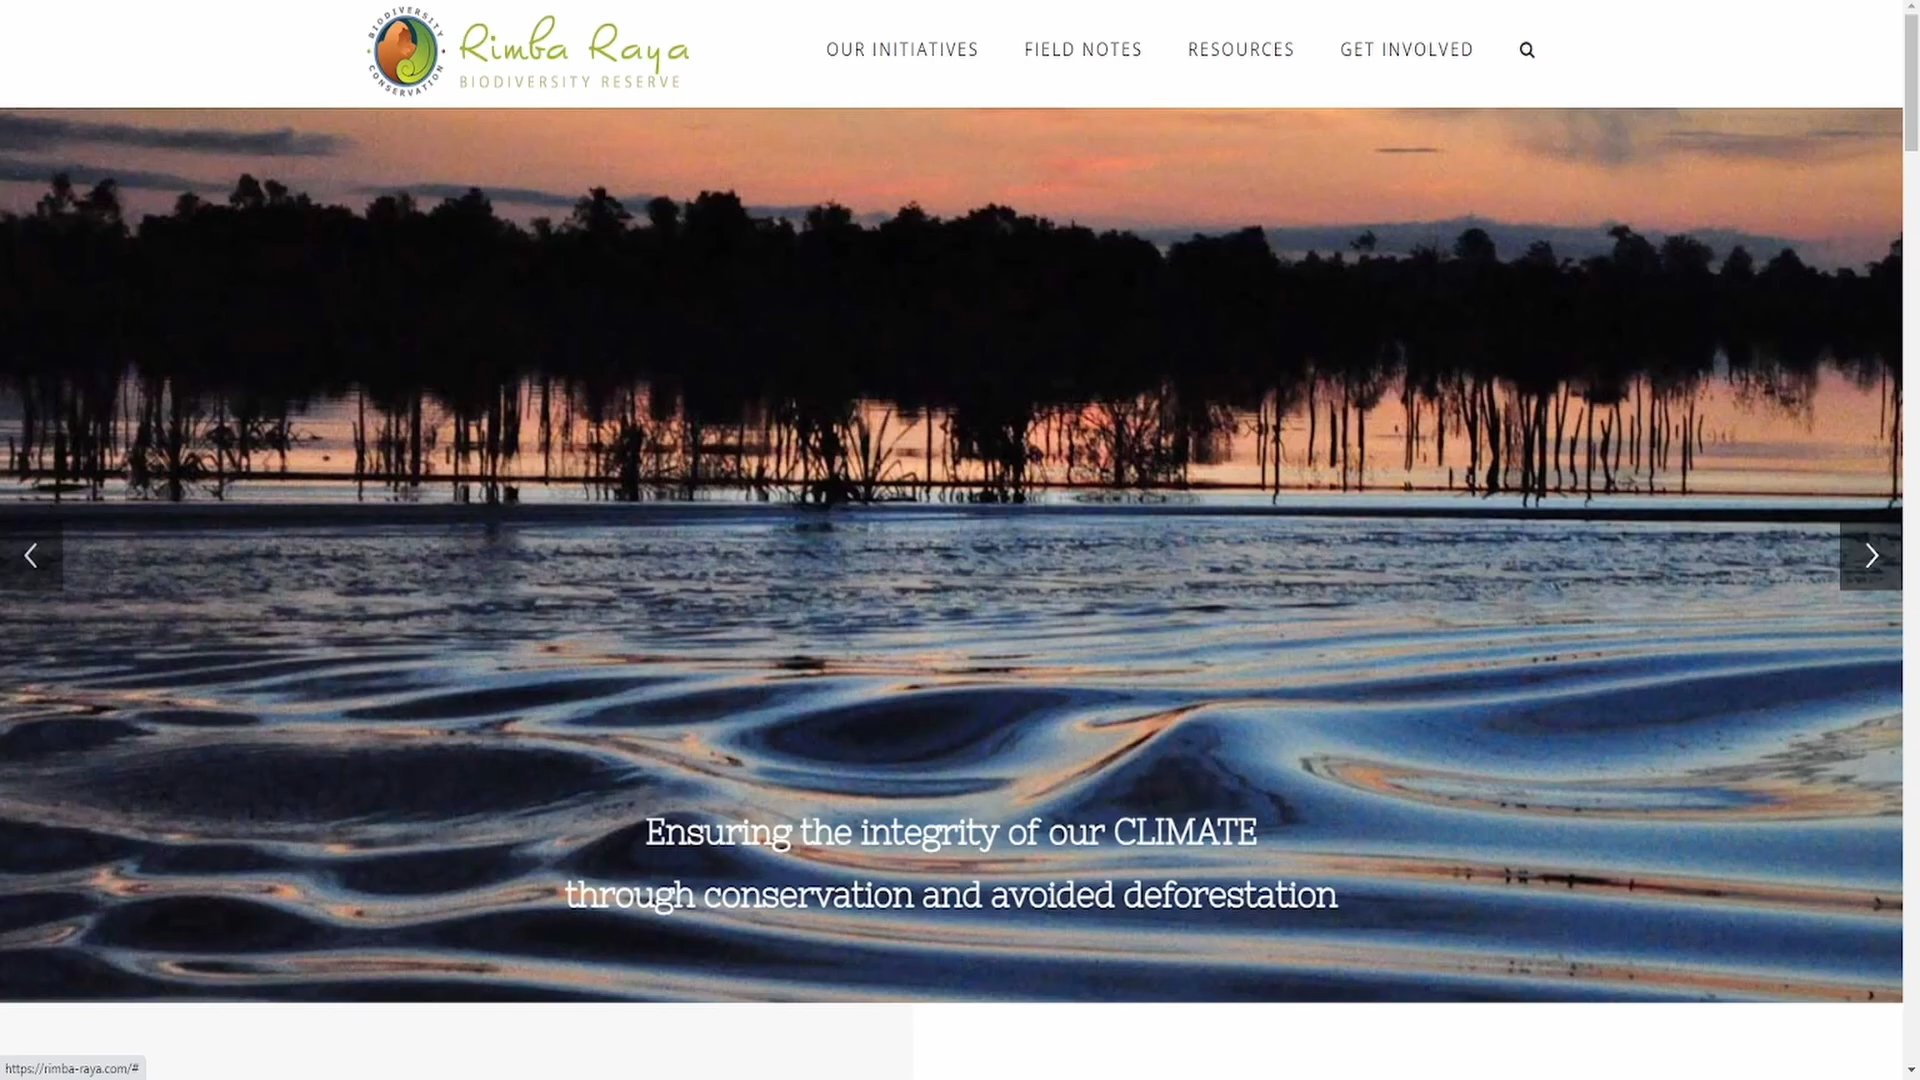 BIODIVERSITY
CONSERVATION
Rimba Raya
BIODIVERSITY RESERVE
OUR INITIATIVES
FIELD NOTES
RESOURCES
GET INVOLVED
Ensuring the integrity of our CLIMATE
through conservation and avoided deforestation
https://rimba-raya.com/#